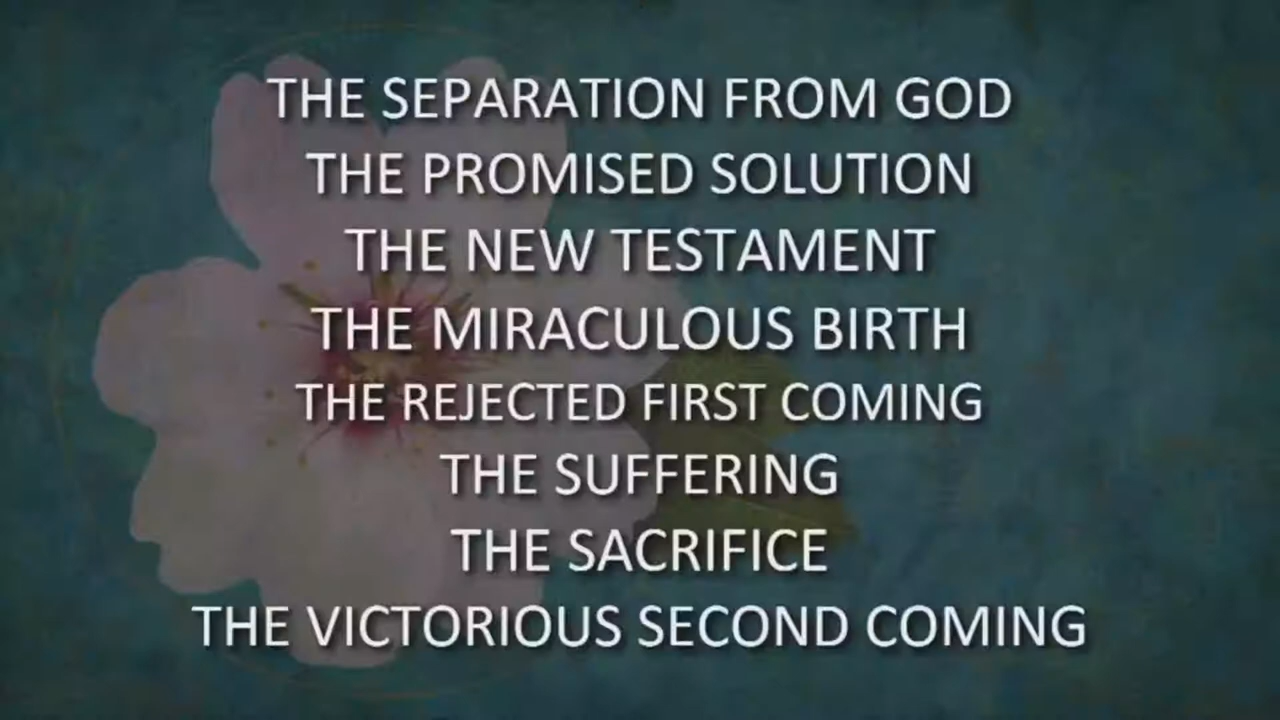 THE SEPARATION FROM GOD
THE PROMISED SOLUTION
THE NEW TESTAMENT
THE MIRACULOUS BIRTH
THE REJECTED FIRST COMING
THE SUFFERING
THE SACRIFICE
THE VICTORIOUS SECOND COMING